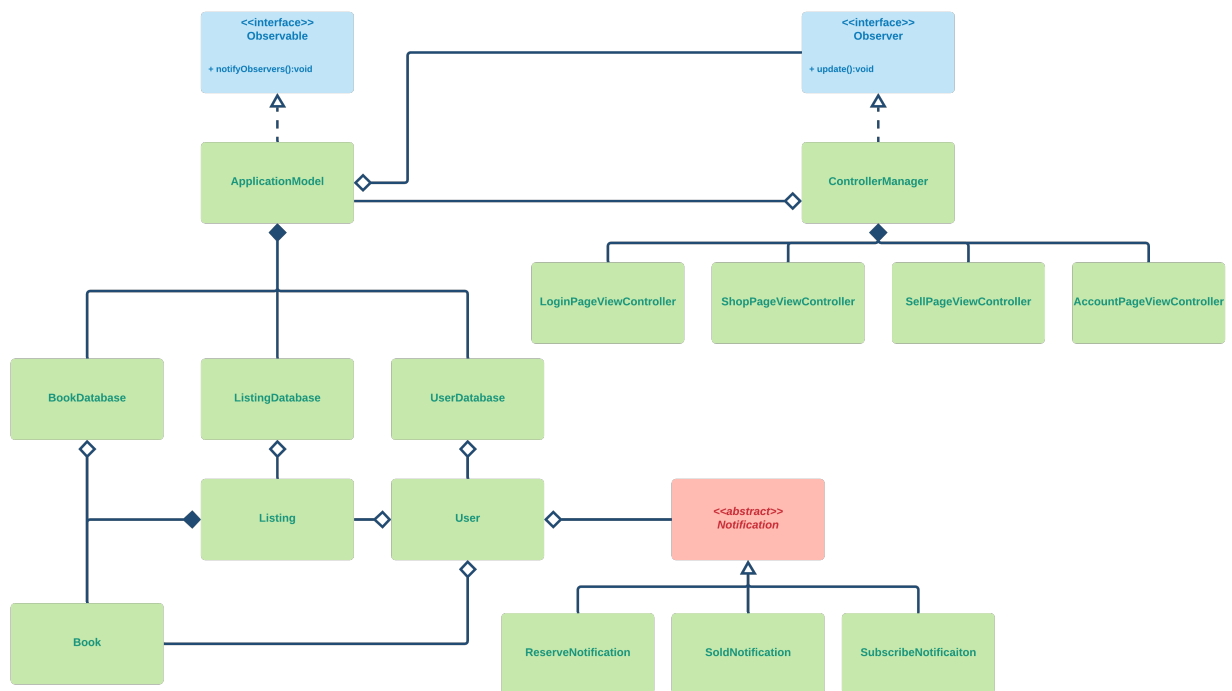 <<interface>>
Observable
+ notifyObservers():void
<<interface>>
Observer
+ update():void
ApplicationModel
ControllerManager
LoginPageViewController
ShopPageViewController
SellPageViewController
AccountPageViewController
BookDatabase
ListingDatabase
UserDatabase
Listing
User
<<abstract>>
Notification
Book
ReserveNotification
SoldNotification
SubscribeNotificaiton